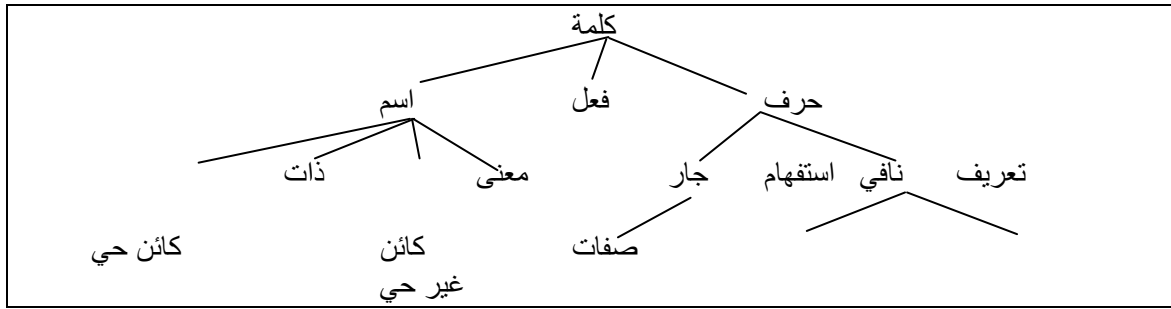 كلمة
حرف فعل اسم
تعريف نافي استفهام جار معنى ذات
صفات كائن كائن حي
غير حي